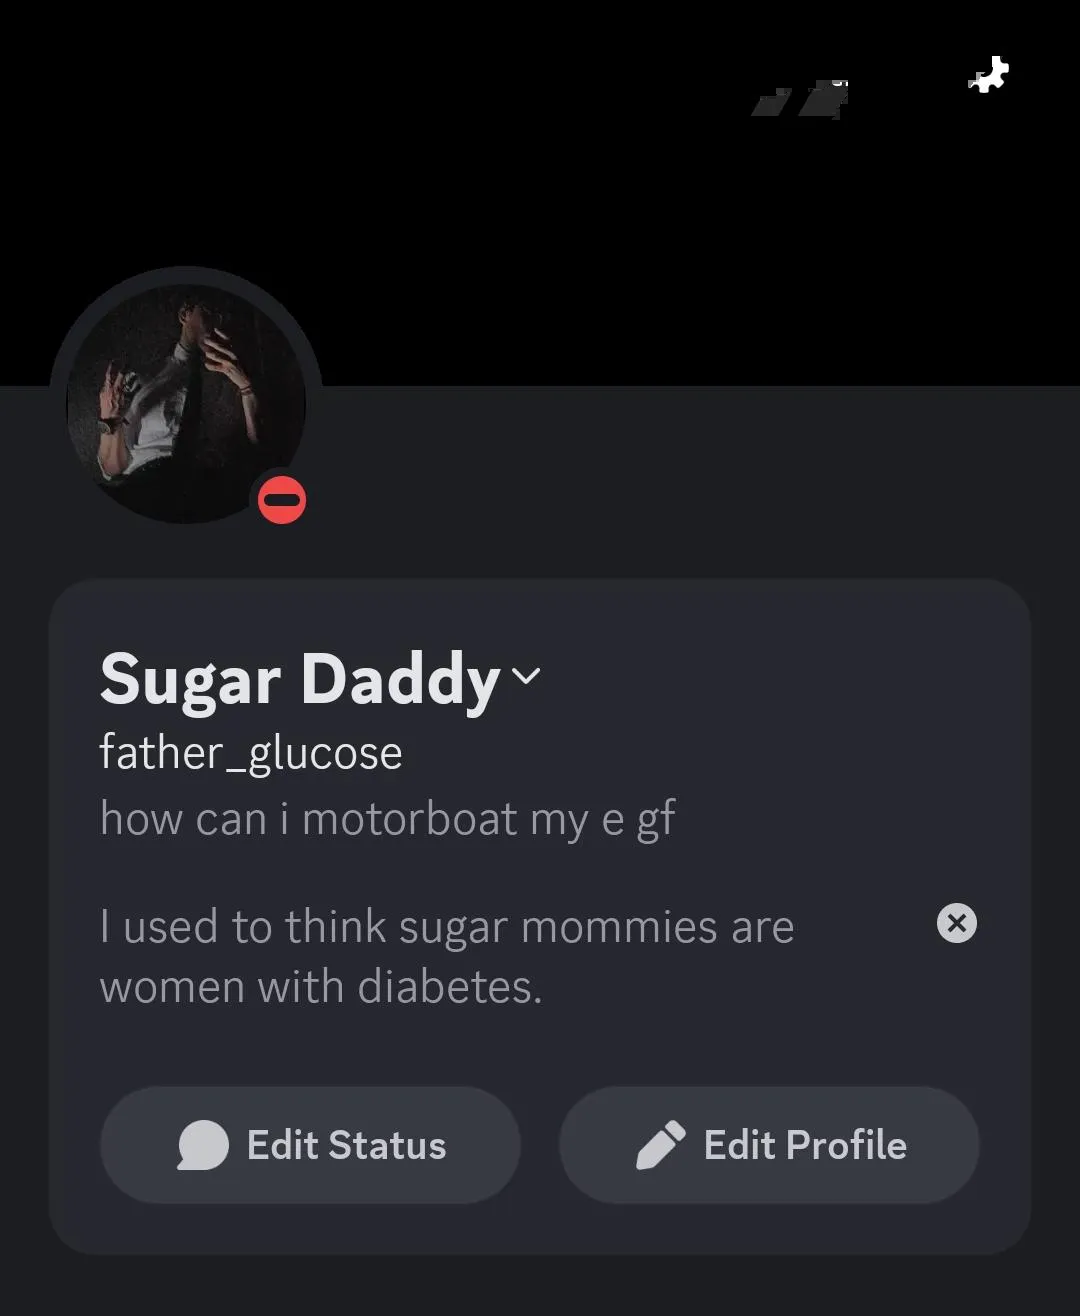 Sugar Daddy
father_glucose
how can i motorboat my e gf
I used to think sugar mommies are
women with diabetes.
Edit Status
Edit Profile